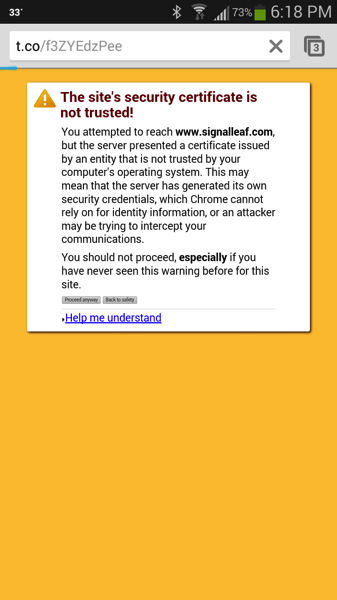 33°
73%
6:18 PM
t.co/f3ZYEdzPee
3
The site's security certificate is
not trusted!
You attempted to reach www.signalleaf.com,
but the server presented a certificate issued
by an entity that is not trusted by your
computer's operating system. This may
mean that the server has generated its own
security credentials, which Chrome cannot
rely on for identity information, or an attacker
may be trying to intercept your
communications.
You should not proceed, especially if you
have never seen this warning before for this
site.
Proceed anyway Back to safety
Help me understand